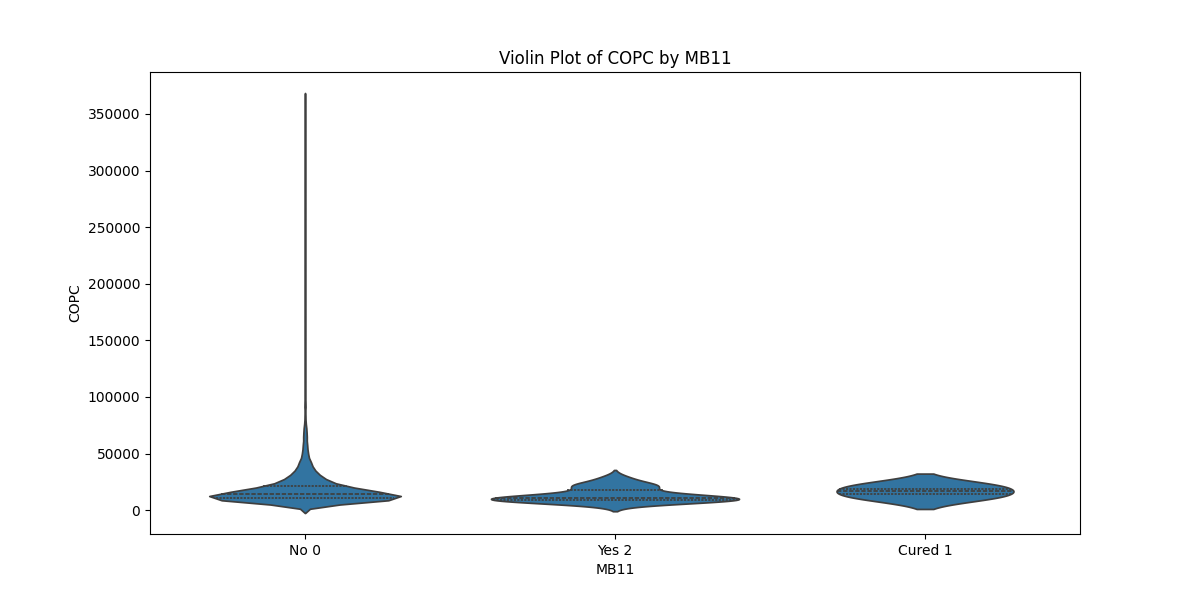 Violin Plot of COPC by MB11
350000
300000
250000
200000
150000
100000
50000
0
COPC
No 0
Yes 2
Cured 1
MB11